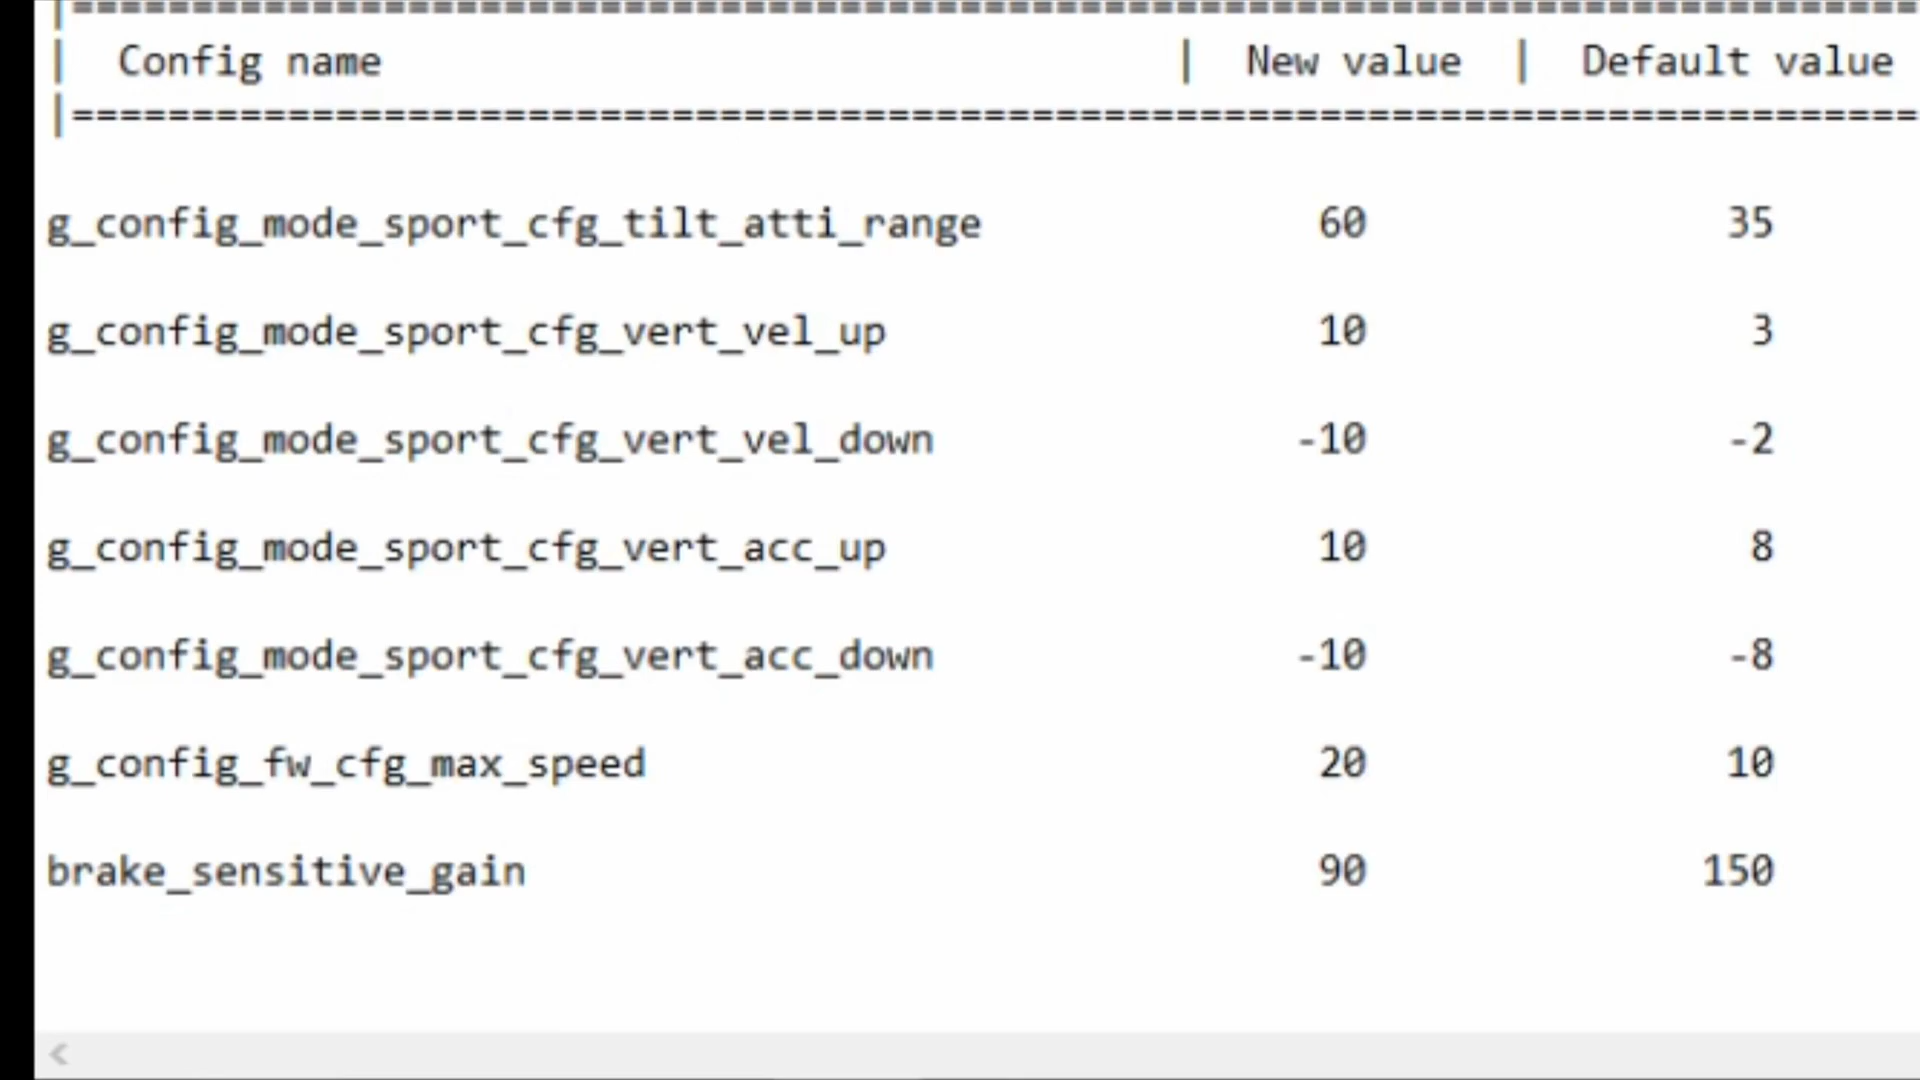 |==============================================================================
| Config name | New value | Default value
|==============================================================================
g_config_mode_sport_cfg_tilt_atti_range 60 35
g_config_mode_sport_cfg_vert_vel_up 10 3
g_config_mode_sport_cfg_vert_vel_down -10 -2
g_config_mode_sport_cfg_vert_acc_up 10 8
g_config_mode_sport_cfg_vert_acc_down -10 -8
g_config_fw_cfg_max_speed 20 10
brake_sensitive_gain 90 150